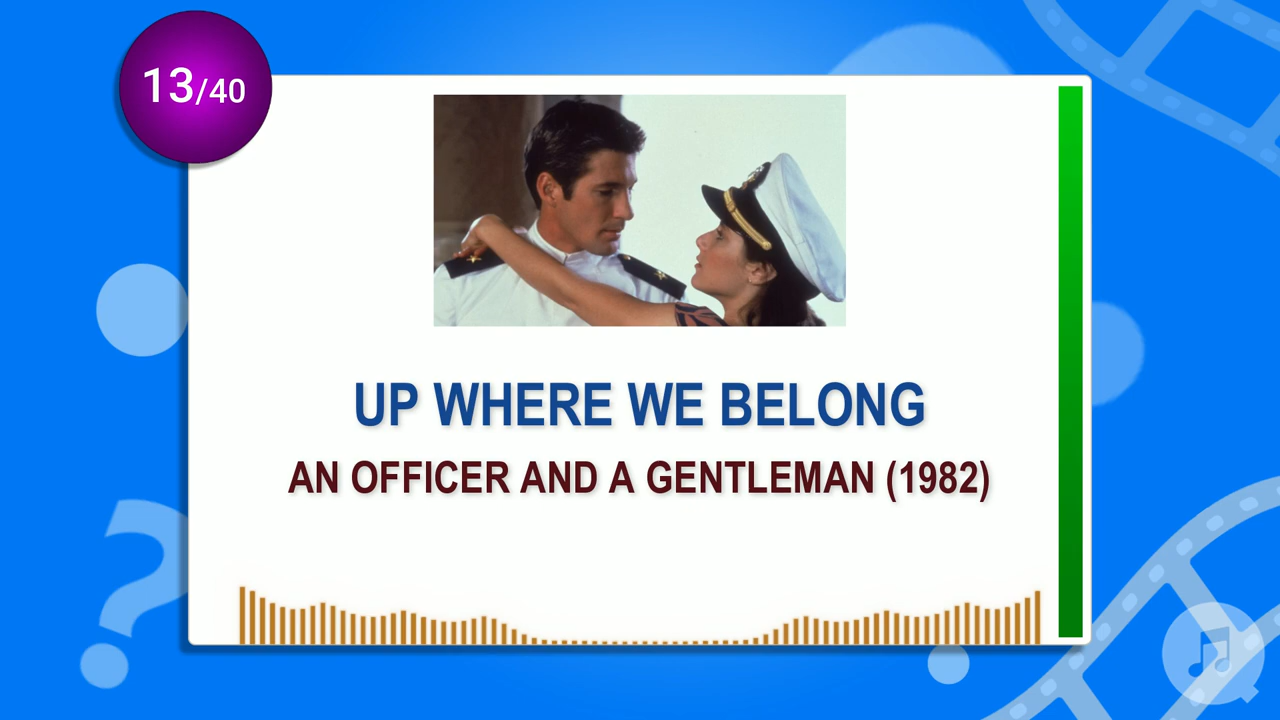 13/40
UP WHERE WE BELONG
AN OFFICER AND A GENTLEMAN (1982)